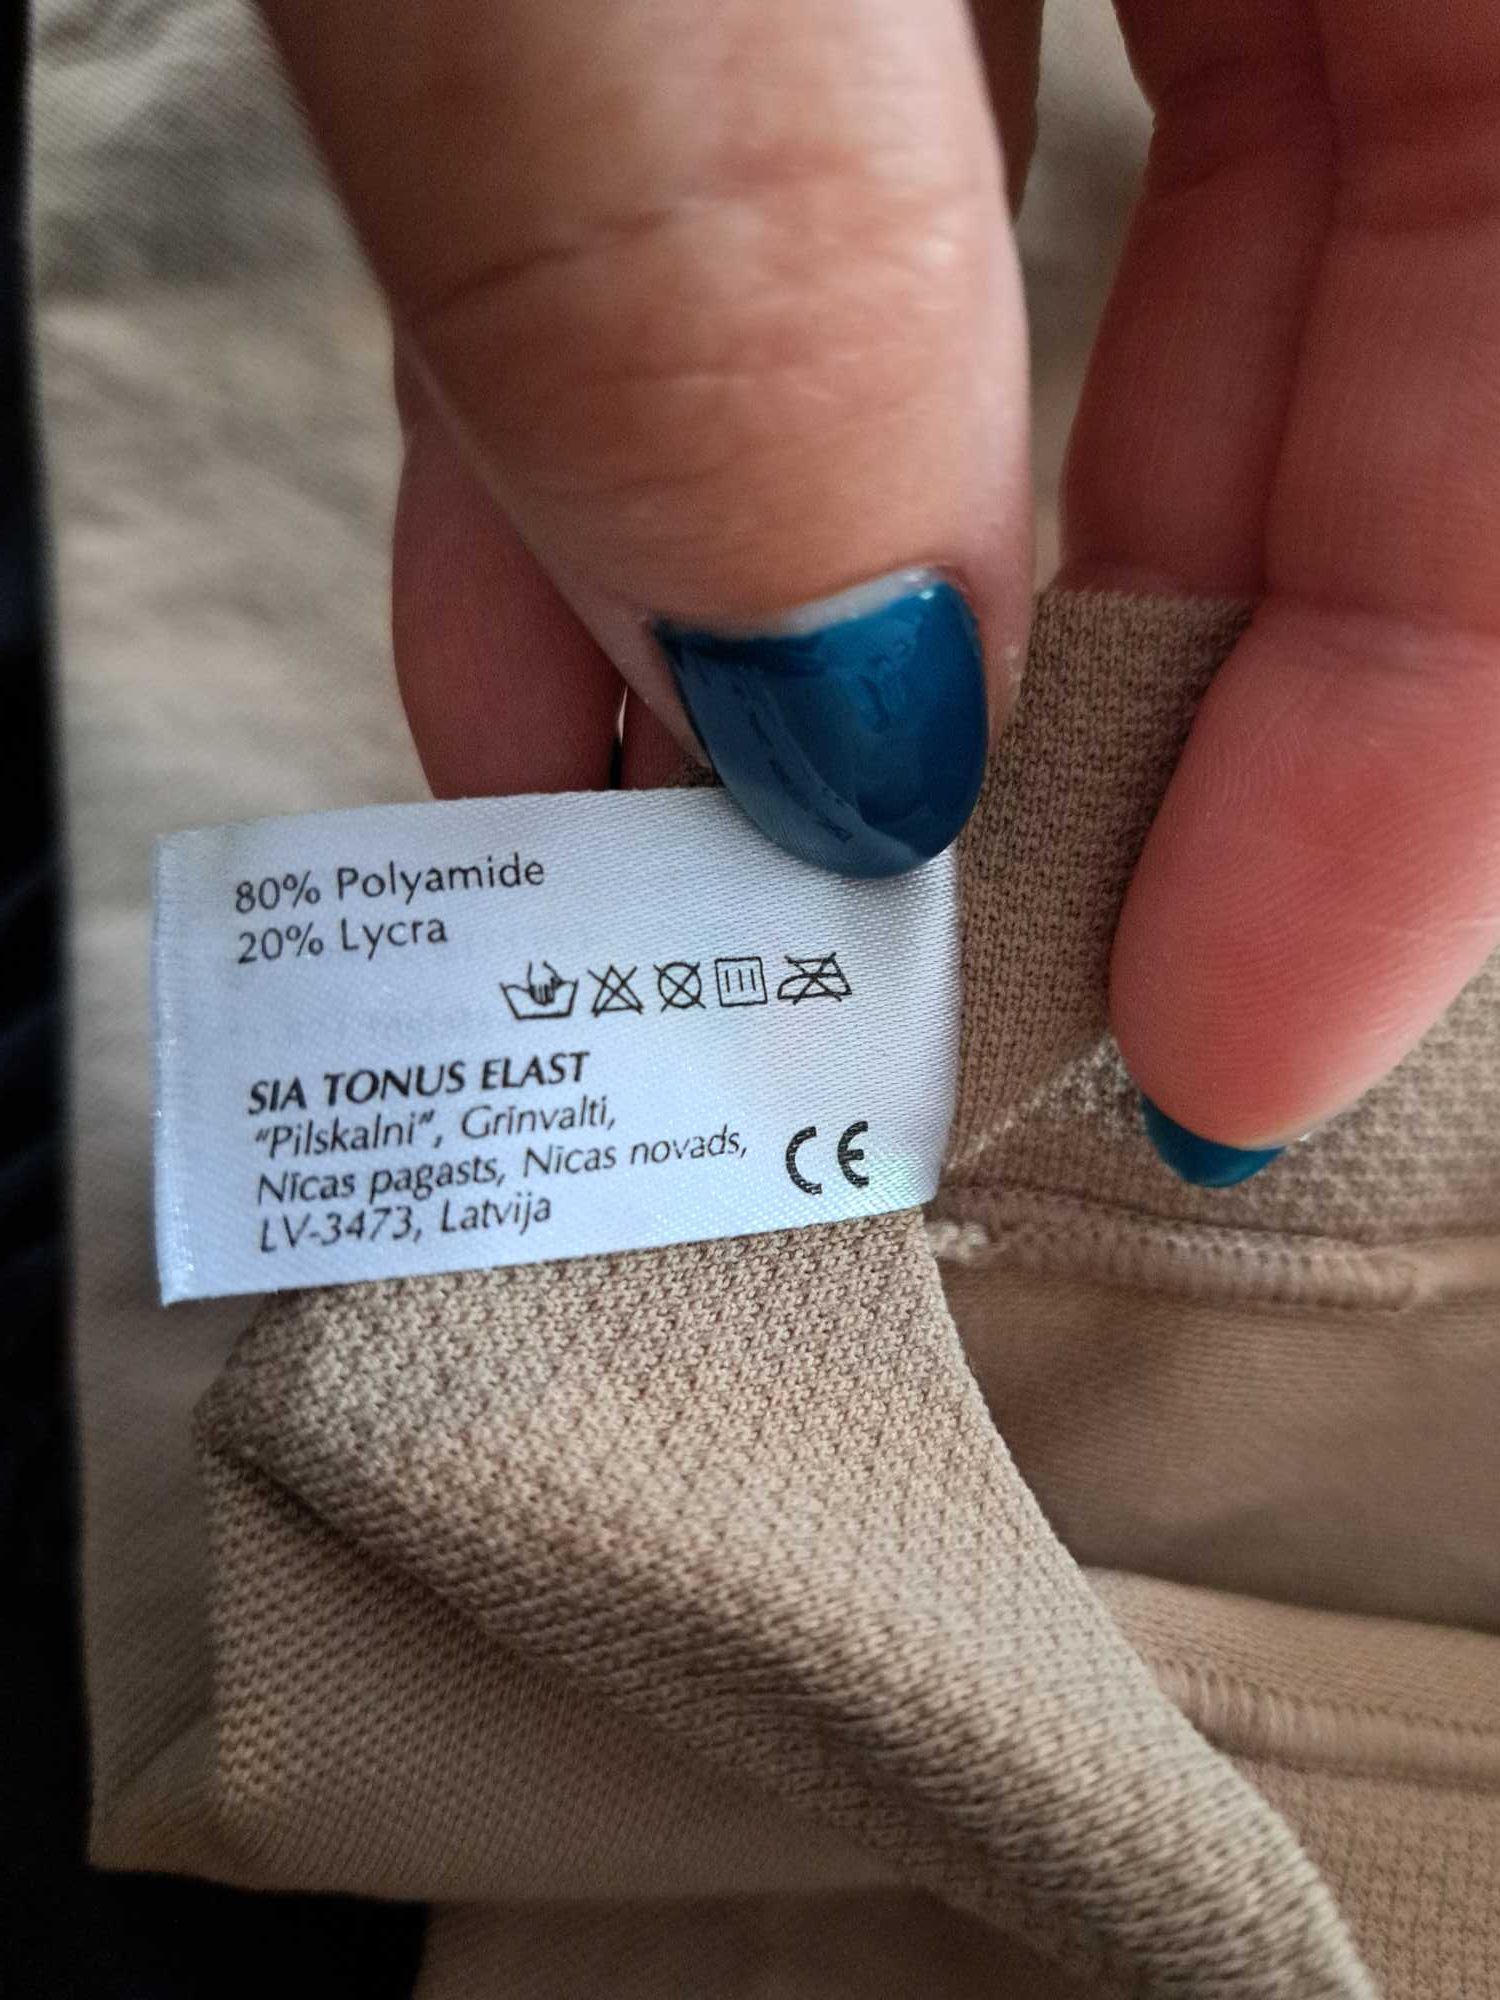 80% Polyamide
20% Lycra
SIA TONUS ELAST
"Pilskalni", Grīnvalti,
Nīcas pagasts, Nīcas novads,
LV-3473, Latvija
CE